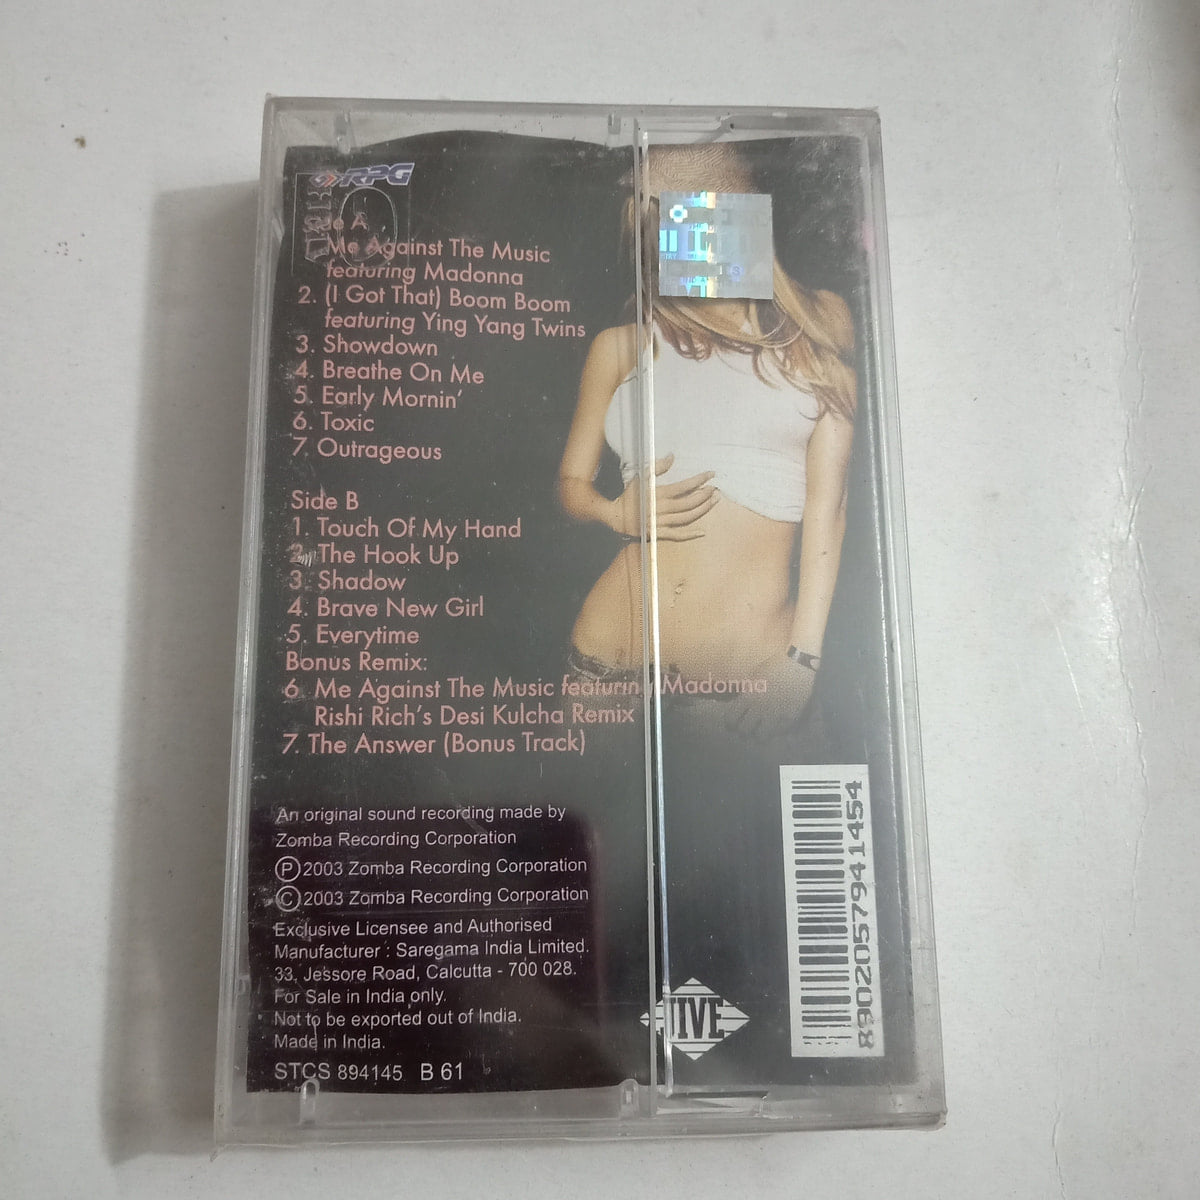 RPG
A
Me Against The Music
featuring Madonna
2. (I Got That) Boom Boom
featuring Ying Yang Twins
3. Showdown
4. Breathe On Me
5. Early Mornin'
6. Toxic
7. Outrageous
Side B
1. Touch Of My Hand
2. The Hook Up
3. Shadow
4. Brave New Girl
5. Everytime
Bonus Remix:
6. Me Against The Music featuring Madonna
Rishi Rich's Desi Kulcha Remix
7. The Answer (Bonus Track)
An original sound recording made by
Zomba Recording Corporation
Ⓟ 2003 Zomba Recording Corporation
© 2003 Zomba Recording Corporation
Exclusive Licensee and Authorised
Manufacturer : Saregama India Limited.
33, Jessore Road, Calcutta - 700 028.
For Sale in India only.
Not to be exported out of India.
Made in India.
STCS 894145 B 61
JIVE
8902057941454